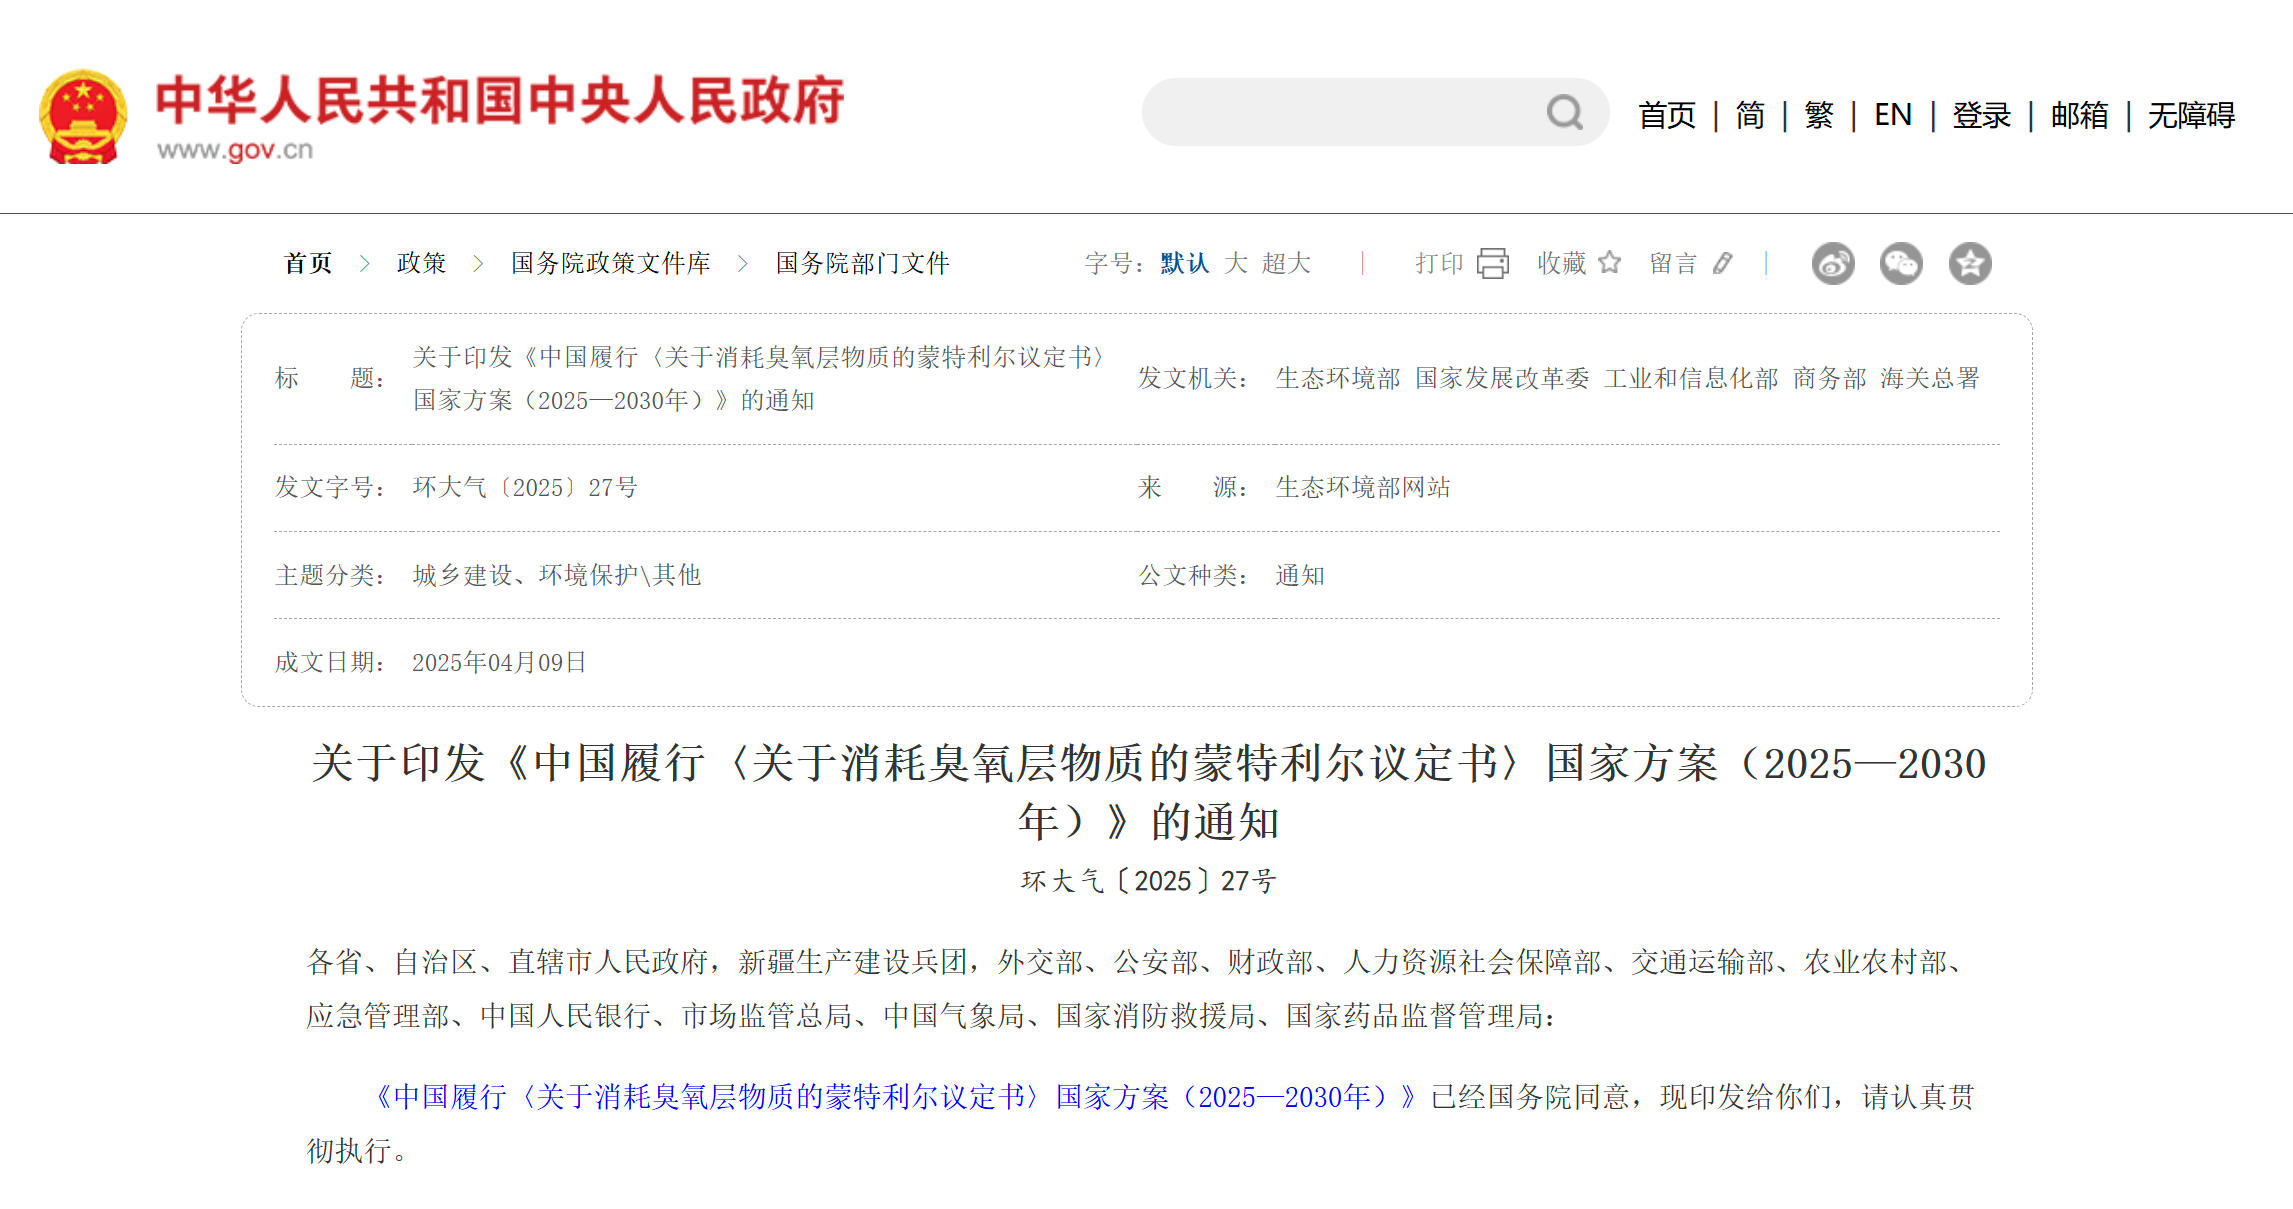 中华人民共和国中央人民政府
www.gov.cn
首页 | 简 | 繁 | EN | 登录 | 邮箱 | 无障碍
首页 > 政策 > 国务院政策文件库 > 国务院部门文件
字号：默认 大 超大 | 打印 收藏 留言 |
标 题： 关于印发《中国履行〈关于消耗臭氧层物质的蒙特利尔议定书〉
国家方案（2025—2030年）》的通知
发文机关： 生态环境部 国家发展改革委 工业和信息化部 商务部 海关总署
发文字号： 环大气〔2025〕27号
来 源： 生态环境部网站
主题分类： 城乡建设、环境保护\其他
公文种类： 通知
成文日期： 2025年04月09日
关于印发《中国履行〈关于消耗臭氧层物质的蒙特利尔议定书〉国家方案（2025—2030
年）》的通知
环大气〔2025〕27号
各省、自治区、直辖市人民政府，新疆生产建设兵团，外交部、公安部、财政部、人力资源社会保障部、交通运输部、农业农村部、
应急管理部、中国人民银行、市场监管总局、中国气象局、国家消防救援局、国家药品监督管理局：
《中国履行〈关于消耗臭氧层物质的蒙特利尔议定书〉国家方案（2025—2030年）》已经国务院同意，现印发给你们，请认真贯
彻执行。